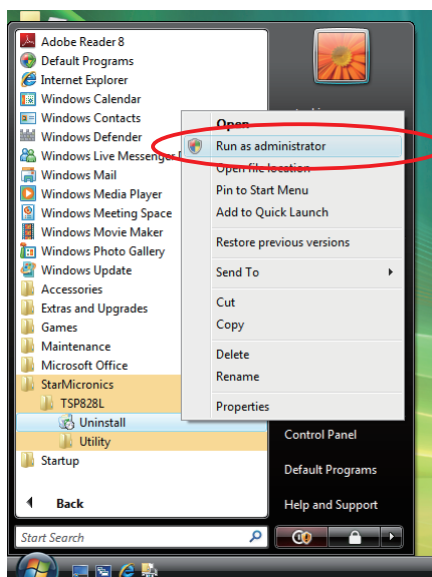 Adobe Reader 8
Default Programs
Internet Explorer
Windows Calendar
Windows Contacts
Windows Defender
Windows Live Messenger
Windows Mail
Windows Media Player
Windows Meeting Space
Windows Movie Maker
Windows Photo Gallery
Windows Update
Accessories
Extras and Upgrades
Games
Maintenance
Microsoft Office
StarMicronics
TSP828L
Uninstall
Utility
Startup
Back
Start Search
Open
Run as administrator
Open file location
Pin to Start Menu
Add to Quick Launch
Restore previous versions
Send To
Cut
Copy
Delete
Rename
Properties
Control Panel
Default Programs
Help and Support